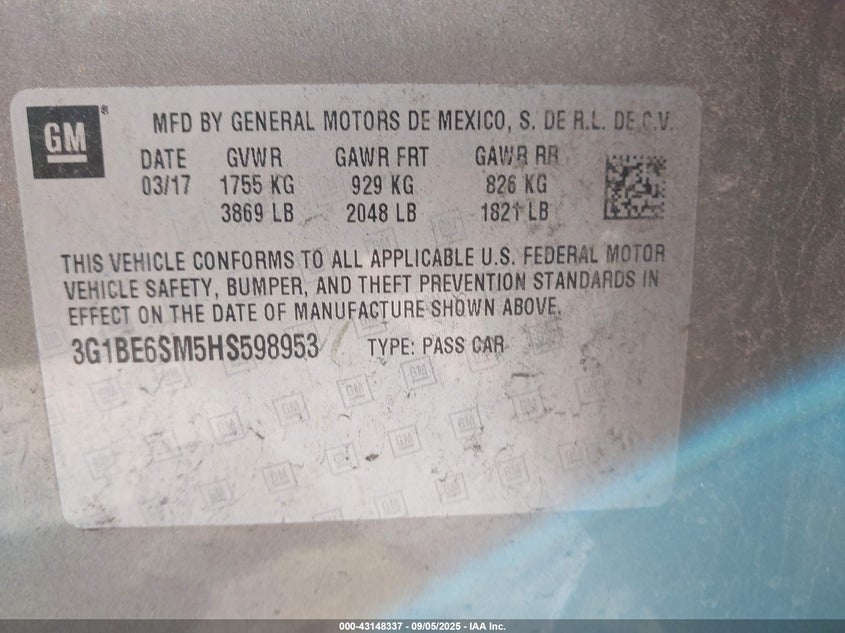 GM
MFD BY GENERAL MOTORS DE MEXICO, S. DE R.L. DE C.V.
DATE GVWR GAWR FRT GAWR RR
03/17 1755 KG 929 KG 826 KG
3869 LB 2048 LB 1821 LB
THIS VEHICLE CONFORMS TO ALL APPLICABLE U.S. FEDERAL MOTOR
VEHICLE SAFETY, BUMPER, AND THEFT PREVENTION STANDARDS IN
EFFECT ON THE DATE OF MANUFACTURE SHOWN ABOVE.
3G1BE6SM5HS598953 TYPE: PASS CAR
000-43148337 - 09/05/2025 - IAA Inc.